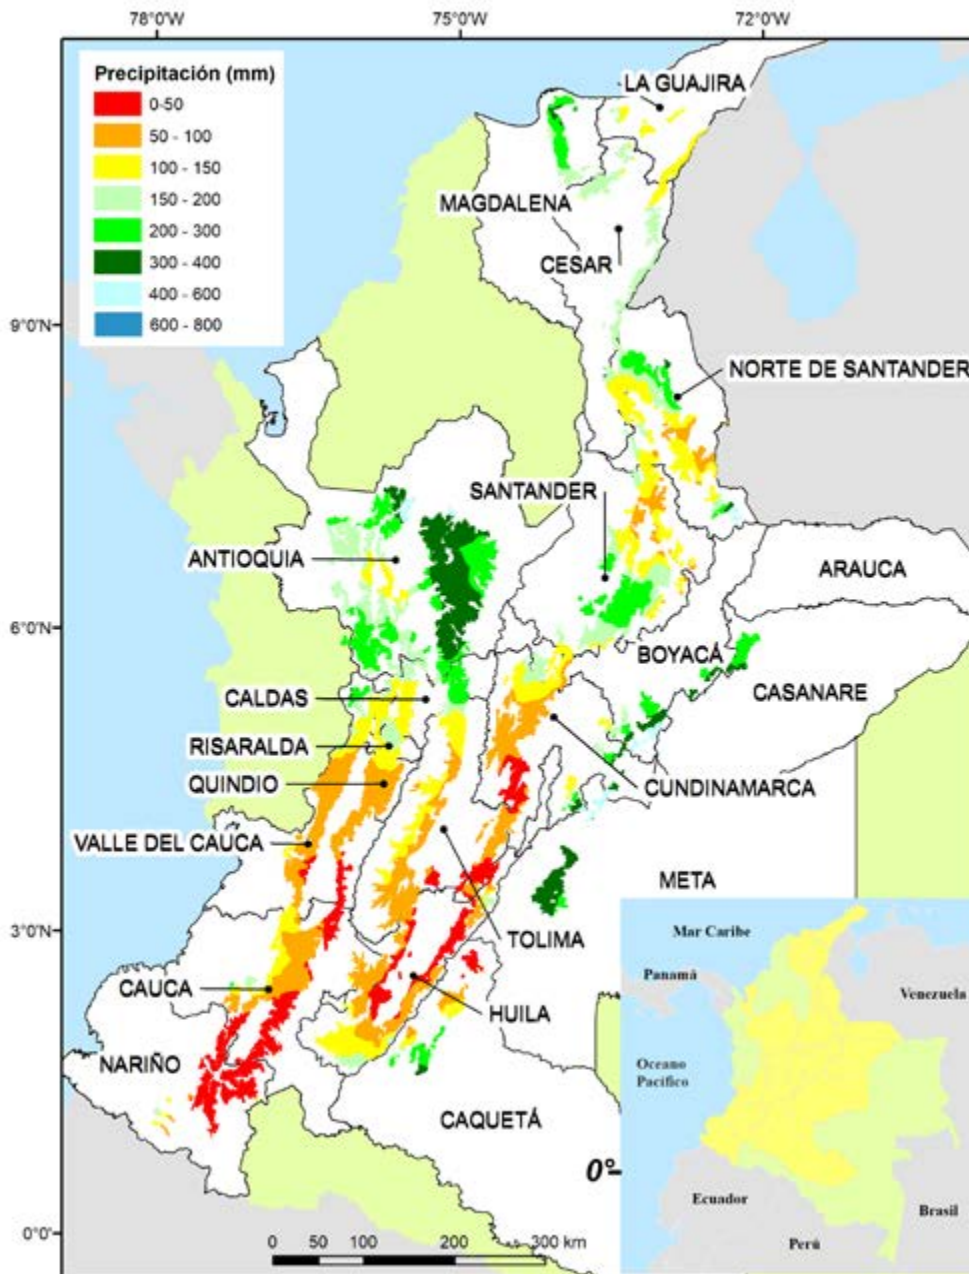 78°0'W
75°0'W
72°0'W
Precipitación (mm)
0-50
50 - 100
100 - 150
150 - 200
200 - 300
300 - 400
400 - 600
600 - 800
LA GUAJIRA
MAGDALENA
CESAR
9°0'N
NORTE DE SANTANDER
SANTANDER
ANTIOQUIA
ARAUCA
6°0'N
BOYACÁ
CASANARE
CALDAS
RISARALDA
QUINDIO
CUNDINAMARCA
VALLE DEL CAUCA
META
3°0'N
TOLIMA
CAUCA
HUILA
NARIÑO
CAQUETÁ
0°
0°0'
0 50 100 200 300 km
Mar Caribe
Panamá
Venezuela
Oceano
Pacífico
Ecuador
Brasil
Perú